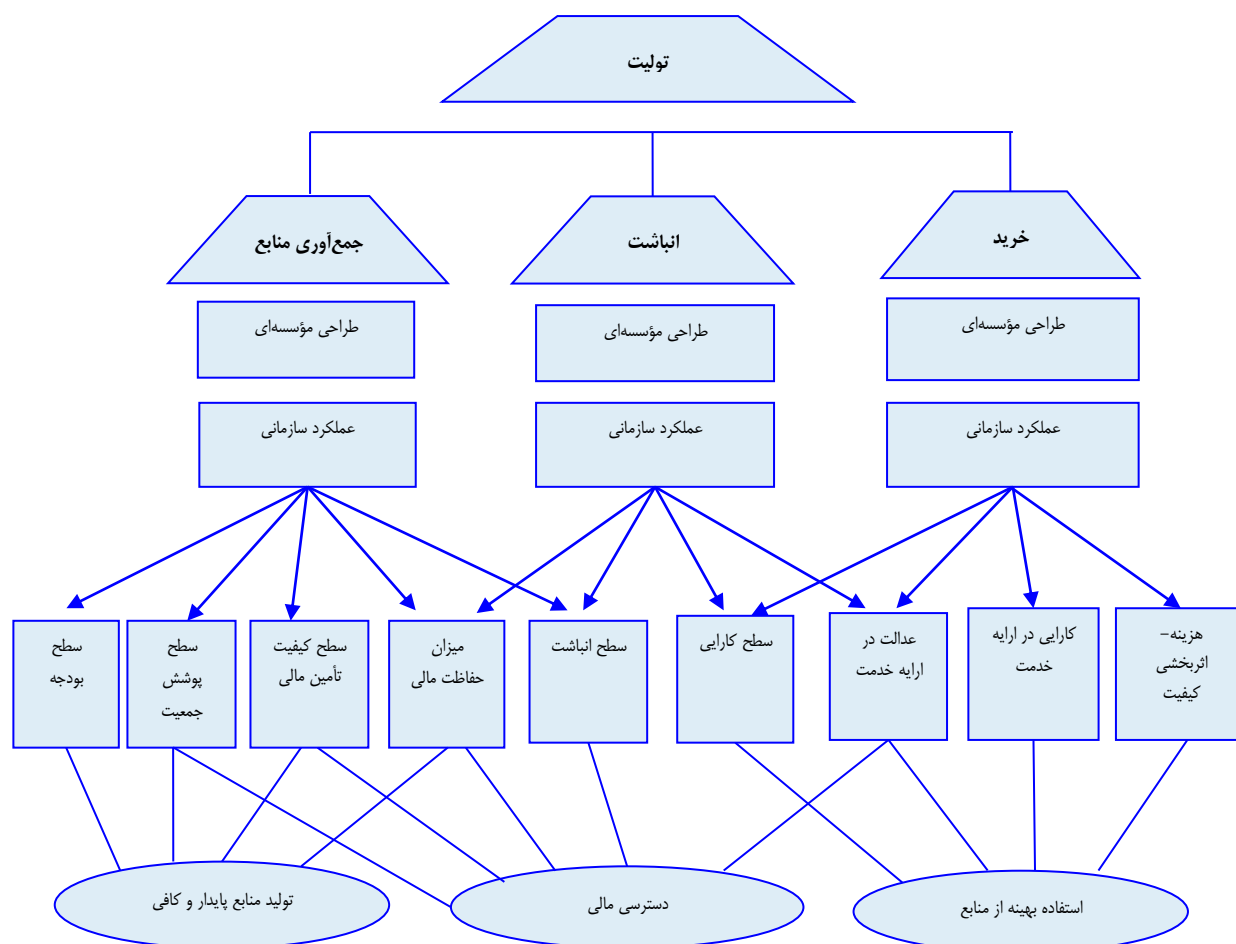 تولیت
خرید
انباشت
جمع‌آوری منابع
طراحی مؤسسه‌ای
طراحی مؤسسه‌ای
طراحی مؤسسه‌ای
عملکرد سازمانی
عملکرد سازمانی
عملکرد سازمانی
هزینه–
اثربخشی
کیفیت
کارایی در ارایه
خدمت
عدالت در
ارایه خدمت
سطح کارایی
سطح انباشت
میزان
حفاظت مالی
سطح کیفیت
تأمین مالی
سطح
پوشش
جمعیت
سطح
بودجه
استفاده بهینه از منابع
دسترسی مالی
تولید منابع پایدار و کافی